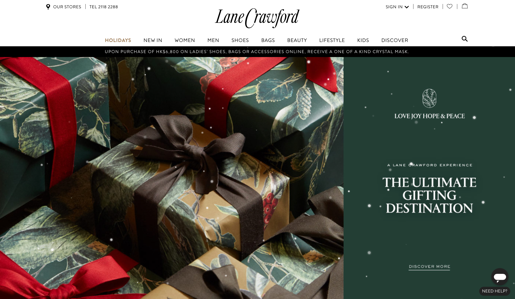 OUR STORES | TEL 2118 2288
SIGN IN | REGISTER
Lane Crawford
HOLIDAYS NEW IN WOMEN MEN SHOES BAGS BEAUTY LIFESTYLE KIDS DISCOVER
UPON PURCHASE OF HK$4,800 ON LADIES' SHOES, BAGS OR ACCESSORIES ONLINE, RECEIVE A ONE OF A KIND CRYSTAL MASK.
LOVE JOY HOPE & PEACE
A LANE CRAWFORD EXPERIENCE
THE ULTIMATE
GIFTING
DESTINATION
DISCOVER MORE
NEED HELP?